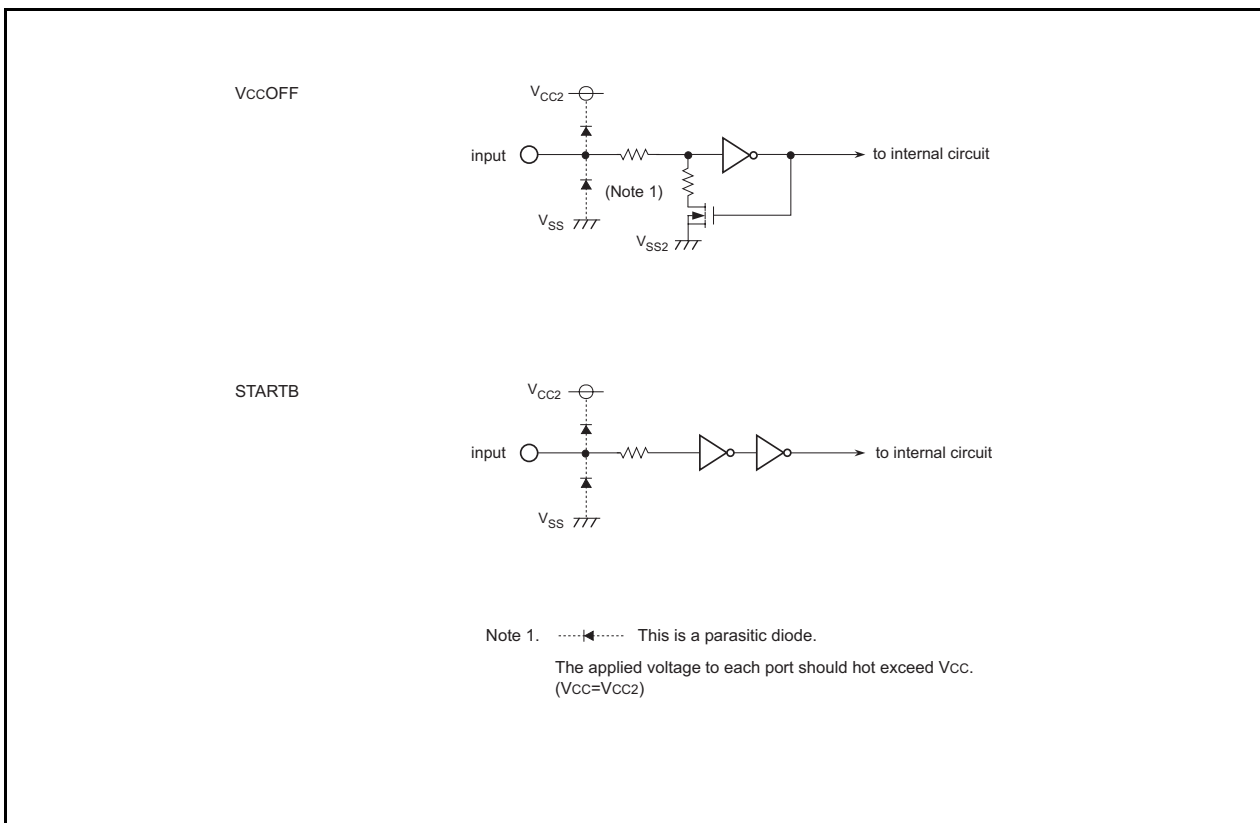 VCCOFF
VCC2
input
to internal circuit
(Note 1)
VSS
VSS2
STARTB
VCC2
input
to internal circuit
VSS
Note 1. This is a parasitic diode.
The applied voltage to each port should hot exceed VCC.
(VCC=VCC2)